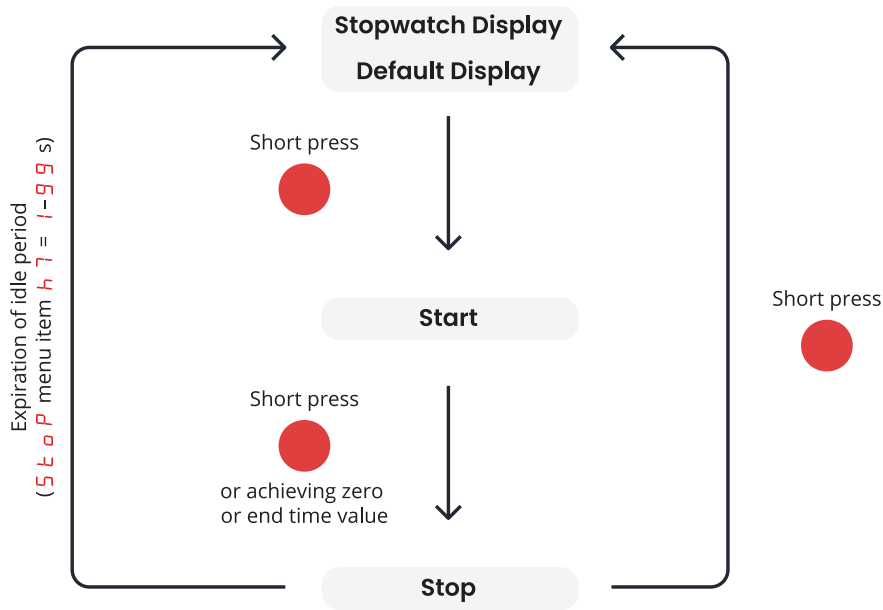 Stopwatch Display
Default Display
Short press
Expiration of idle period
(StoP menu item h7 = 1-99 s)
Start
Short press
Short press
or achieving zero
or end time value
Stop